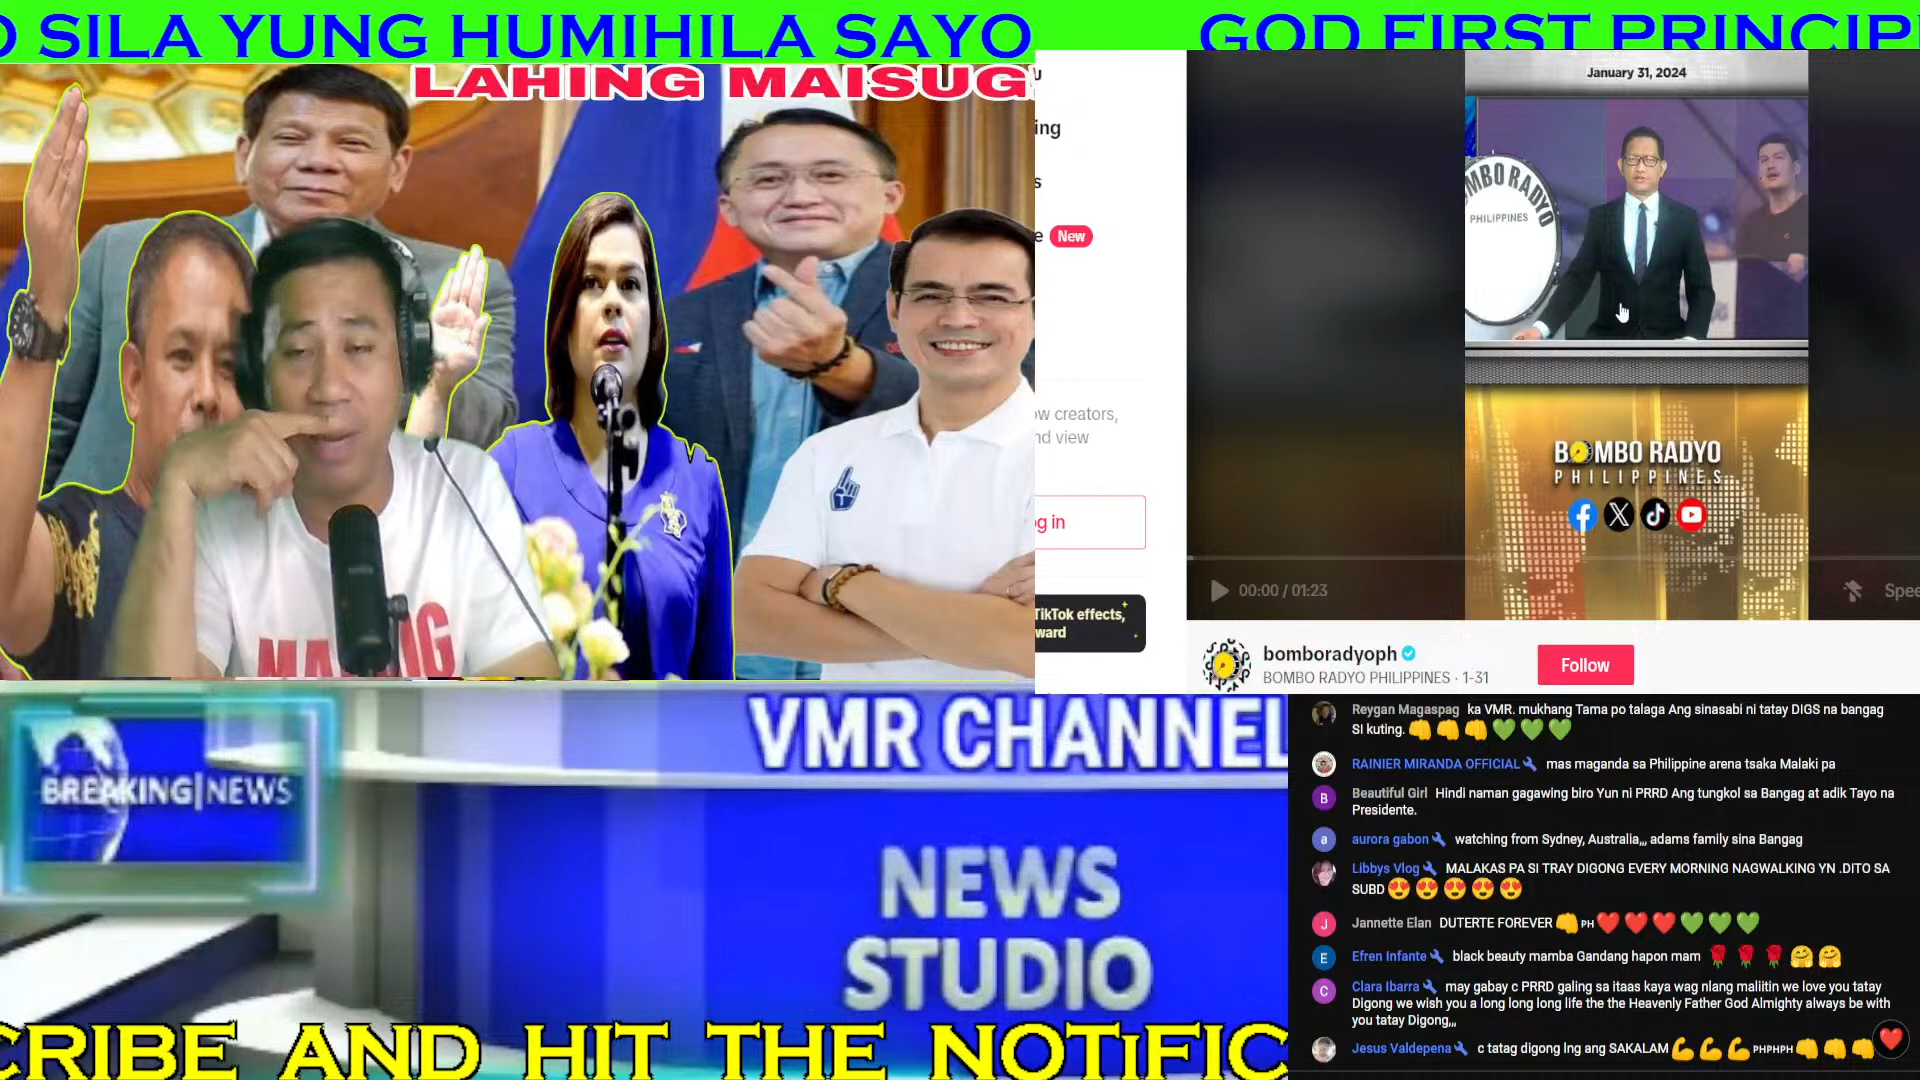 SILA YUNG HUMIHILA SAYO
GOD FIRST
LAHING MAISUG
January 31, 2024
ing
New
MBO RADYO
PHILIPPINES
ow creators,
nd view
og in
TikTok effects,
ward
BOMBO RADYO
PHILIPPINES
00:00 / 01:23
bomboradyoph
BOMBO RADYO PHILIPPINES · 1-31
Follow
VMR CHANNEL
BREAKING|NEWS
NEWS
STUDIO
CRIBE AND HIT THE NOTIFIC
Reygan Magaspag ka VMR. mukhang Tama po talaga Ang sinasabi ni tatay DIGS na bangag
SI kuting. 👊👊👊💚💚💚
RAINIER MIRANDA OFFICIAL mas maganda sa Philippine arena tsaka Malaki pa
B Beautiful Girl Hindi naman gagawing biro Yun ni PRRD Ang tungkol sa Bangag at adik Tayo na
Presidente.
a aurora gabon watching from Sydney, Australia,,, adams family sina Bangag
Libbys Vlog MALAKAS PA SI TRAY DIGONG EVERY MORNING NAGWALKING YN .DITO SA
SUBD 😍😍😍😍😍
J Jannette Elan DUTERTE FOREVER 👊PH❤️❤️❤️💚💚💚
E Efren Infante black beauty mamba Gandang hapon mam 🌹🌹🌹🤗🤗
C Clara Ibarra may gabay c PRRD galing sa itaas kaya wag nlang maliitin we love you tatay
Digong we wish you a long long long life the the Heavenly Father God Almighty always be with
you tatay Digong,,,
Jesus Valdepena c tatag digong lng ang SAKALAM 💪💪💪PHPHPH👊👊👊